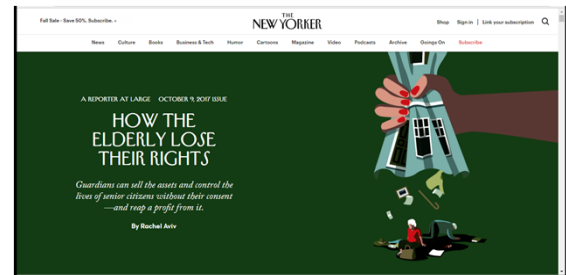 Fall Sale - Save 50%. Subscribe. ›
THE
NEW YORKER
Shop Sign in | Link your subscription
News Culture Books Business & Tech Humor Cartoons Magazine Video Podcasts Archive Goings On Subscribe
A REPORTER AT LARGE OCTOBER 9, 2017 ISSUE
HOW THE
ELDERLY LOSE
THEIR RIGHTS
Guardians can sell the assets and control the
lives of senior citizens without their consent
—and reap a profit from it.
By Rachel Aviv